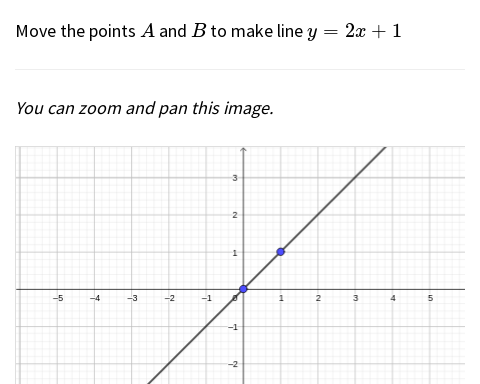 Move the points A and B to make line y = 2x + 1
You can zoom and pan this image.
3
2
1
−5 −4 −3 −2 −1 0 1 2 3 4 5
−1
−2